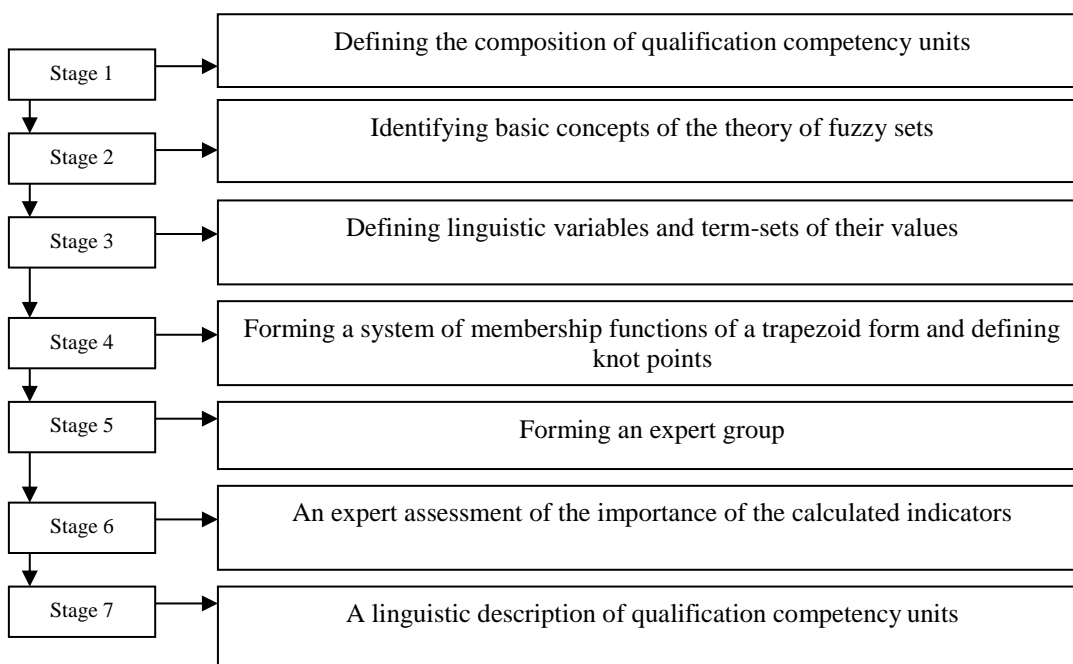 Stage 1
Defining the composition of qualification competency units
Stage 2
Identifying basic concepts of the theory of fuzzy sets
Stage 3
Defining linguistic variables and term-sets of their values
Stage 4
Forming a system of membership functions of a trapezoid form and defining
knot points
Stage 5
Forming an expert group
Stage 6
An expert assessment of the importance of the calculated indicators
Stage 7
A linguistic description of qualification competency units